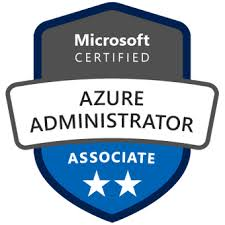 Microsoft
CERTIFIED
AZURE
ADMINISTRATOR
ASSOCIATE